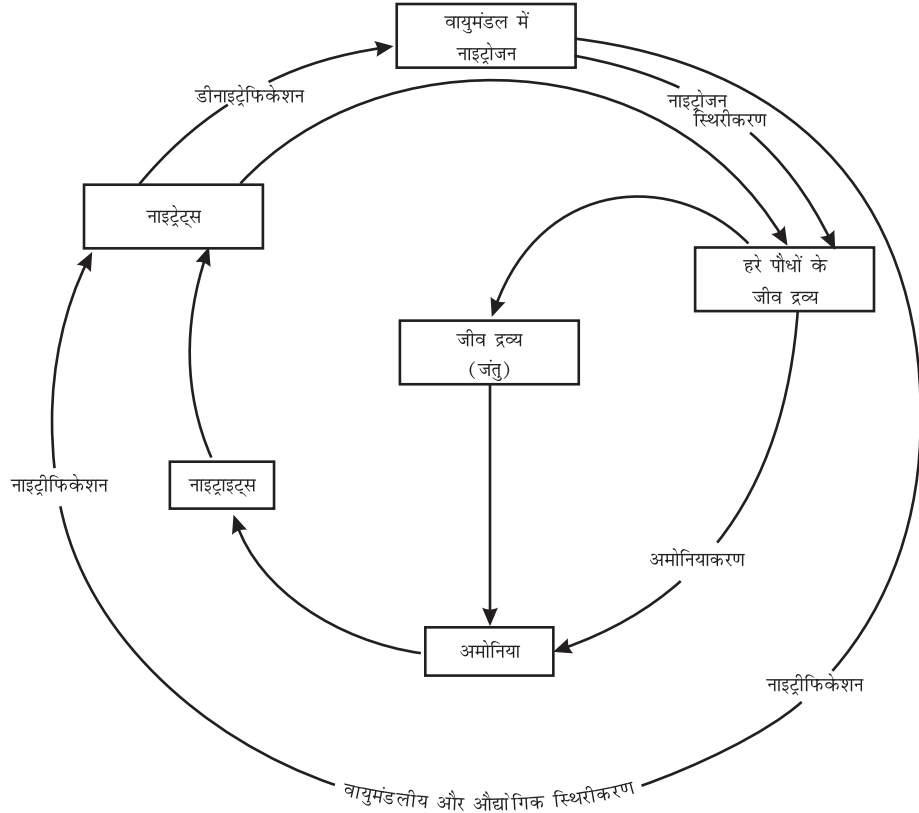 वायुमंडल में
नाइट्रोजन
डीनाइट्रेफिकेशन
नाइट्रोजन
स्थिरीकरण
नाइट्रेट्स
हरे पौधों के
जीव द्रव्य
जीव द्रव्य
(जंतु)
नाइट्रीफिकेशन
नाइट्राइट्स
अमोनियाकरण
अमोनिया
नाइट्रीफिकेशन
वायुमंडलीय और औद्योगिक स्थिरीकरण